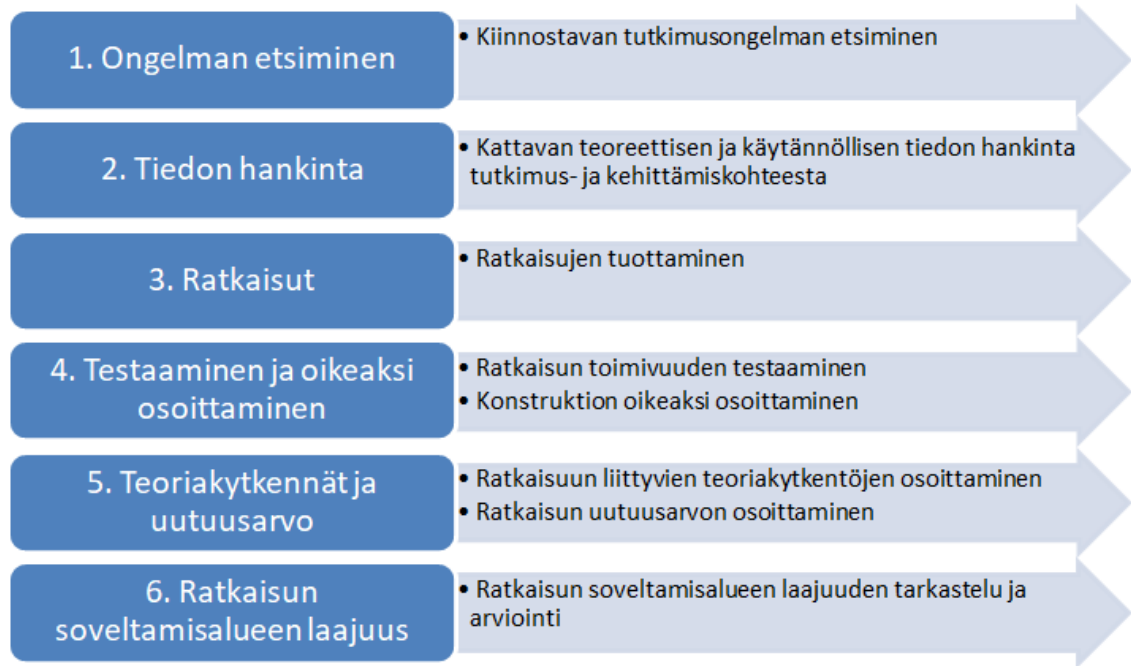 1. Ongelman etsiminen
• Kiinnostavan tutkimusongelman etsiminen
2. Tiedon hankinta
• Kattavan teoreettisen ja käytännöllisen tiedon hankinta
tutkimus- ja kehittämiskohteesta
3. Ratkaisut
• Ratkaisujen tuottaminen
4. Testaaminen ja oikeaksi
osoittaminen
• Ratkaisun toimivuuden testaaminen
• Konstruktion oikeaksi osoittaminen
5. Teoriakytkennät ja
uutuusarvo
• Ratkaisuun liittyvien teoriakytkentöjen osoittaminen
• Ratkaisun uutuusarvon osoittaminen
6. Ratkaisun
soveltamisalueen laajuus
• Ratkaisun soveltamisalueen laajuuden tarkastelu ja
arviointi